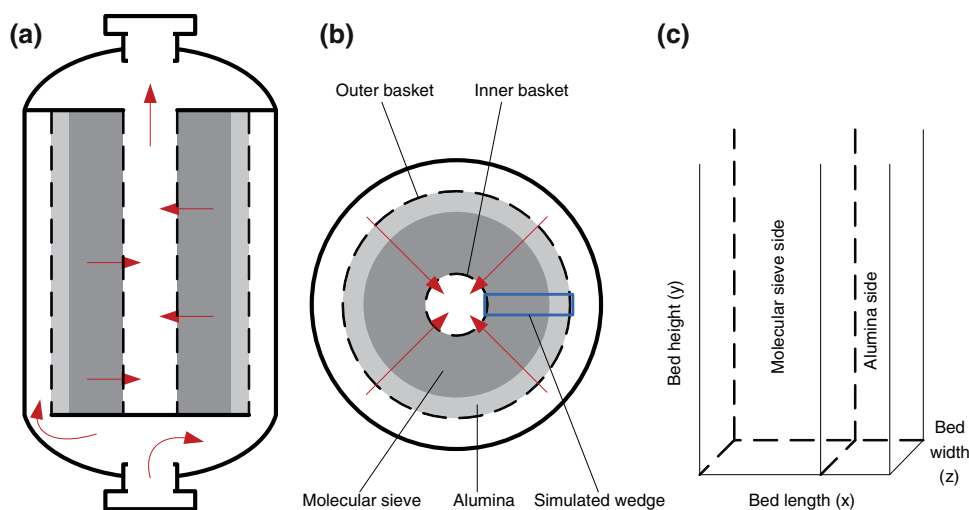 (a)
(b)
Outer basket
Inner basket
Molecular sieve
Alumina
Simulated wedge
(c)
Bed height (y)
Molecular sieve side
Alumina side
Bed
width
(z)
Bed length (x)